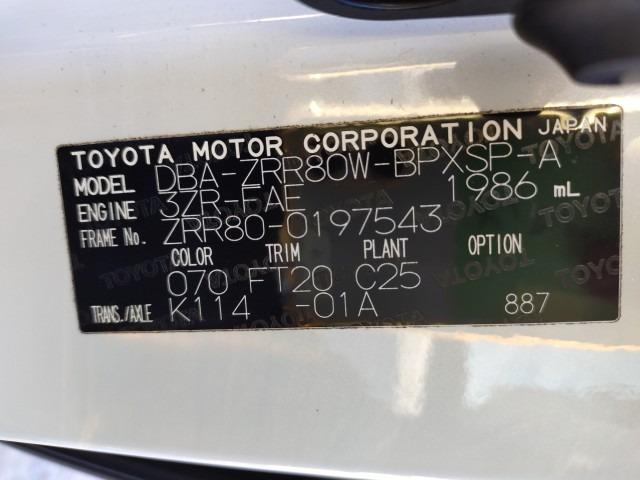 TOYOTA MOTOR CORPORATION JAPAN
MODEL DBA-ZRR80W-BPXSP-A
ENGINE 3ZR-FAE 1986 mL
FRAME No. ZRR80-0197543
COLOR TRIM PLANT OPTION
070 FT20 C25
TRANS./AXLE K114 -01A 887